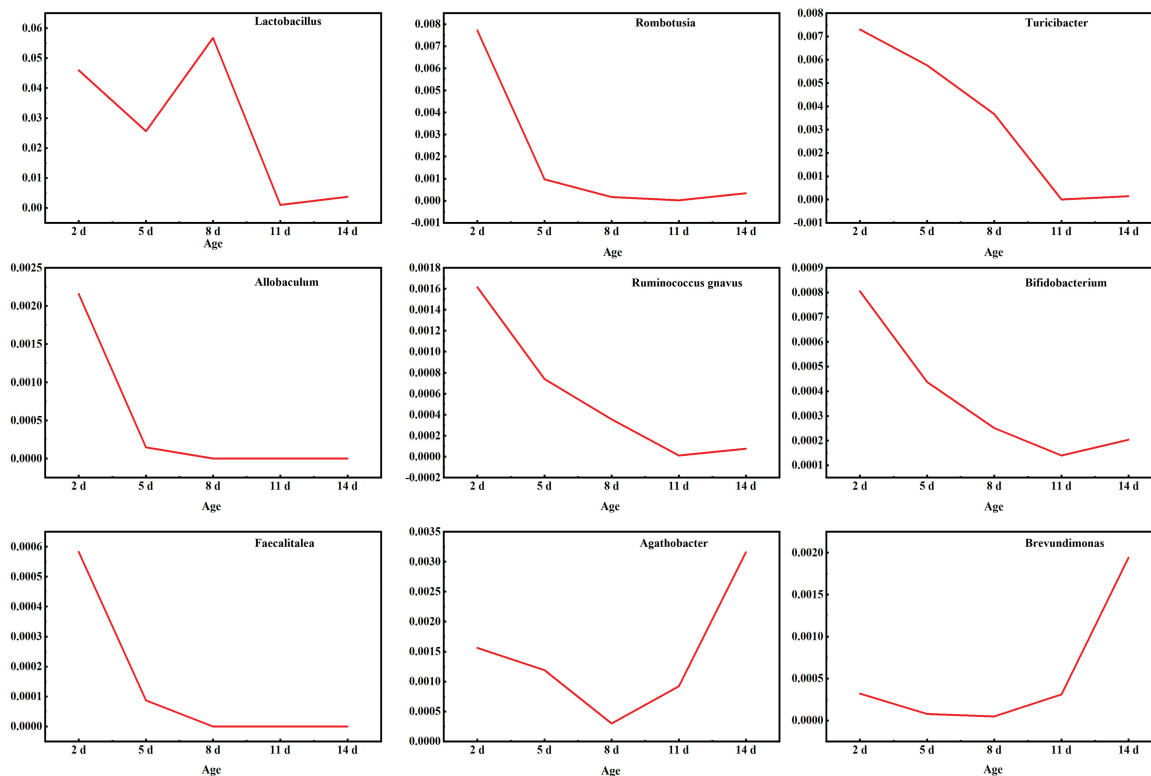 Lactobacillus
0.06
0.05
0.04
0.03
0.02
0.01
0.00
2 d 5 d 8 d 11 d 14 d
Age
Rombotusia
0.008
0.007
0.006
0.005
0.004
0.003
0.002
0.001
0.000
-0.001
2 d 5 d 8 d 11 d 14 d
Age
Turicibacter
0.008
0.007
0.006
0.005
0.004
0.003
0.002
0.001
0.000
-0.001
2 d 5 d 8 d 11 d 14 d
Age
Allobaculum
0.0025
0.0020
0.0015
0.0010
0.0005
0.0000
2 d 5 d 8 d 11 d 14 d
Age
Ruminococcus gnavus
0.0018
0.0016
0.0014
0.0012
0.0010
0.0008
0.0006
0.0004
0.0002
0.0000
-0.0002
2 d 5 d 8 d 11 d 14 d
Age
Bifidobacterium
0.0009
0.0008
0.0007
0.0006
0.0005
0.0004
0.0003
0.0002
0.0001
2 d 5 d 8 d 11 d 14 d
Age
Faecalitalea
0.0006
0.0005
0.0004
0.0003
0.0002
0.0001
0.0000
2 d 5 d 8 d 11 d 14 d
Age
Agathobacter
0.0035
0.0030
0.0025
0.0020
0.0015
0.0010
0.0005
0.0000
2 d 5 d 8 d 11 d 14 d
Age
Brevundimonas
0.0020
0.0015
0.0010
0.0005
0.0000
2 d 5 d 8 d 11 d 14 d
Age